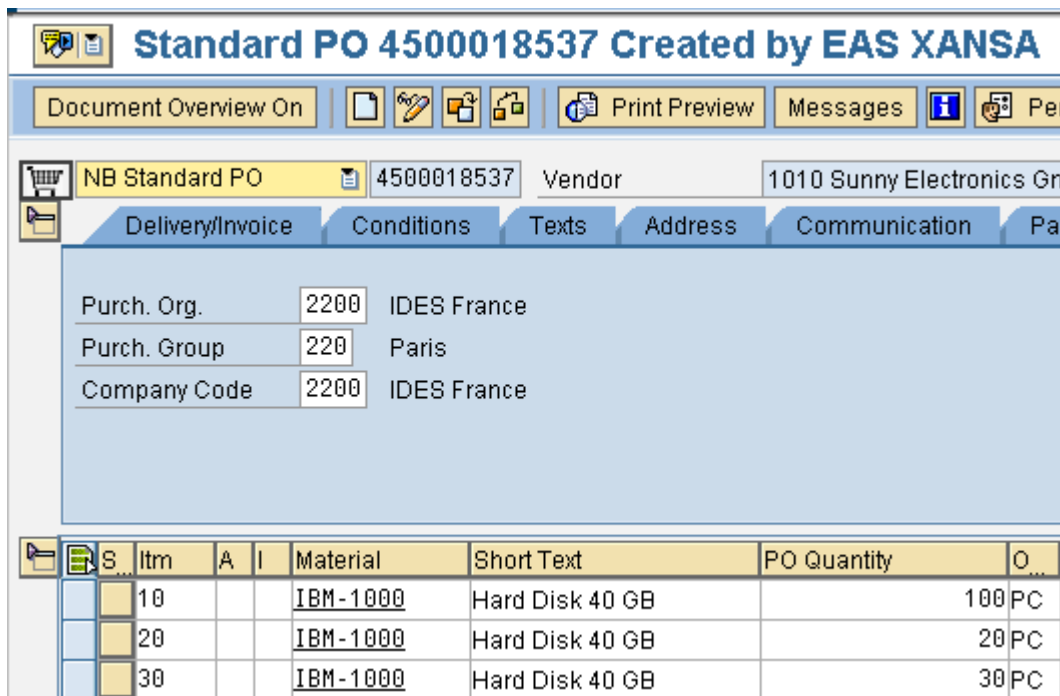 Standard PO 4500018537 Created by EAS XANSA
Document Overview On Print Preview Messages
NB Standard PO 4500018537 Vendor 1010 Sunny Electronics
Delivery/Invoice Conditions Texts Address Communication
Purch. Org. 2200 IDES France
Purch. Group 220 Paris
Company Code 2200 IDES France
S... Itm A I Material Short Text PO Quantity O...
10 IBM-1000 Hard Disk 40 GB 100 PC
20 IBM-1000 Hard Disk 40 GB 20 PC
30 IBM-1000 Hard Disk 40 GB 30 PC